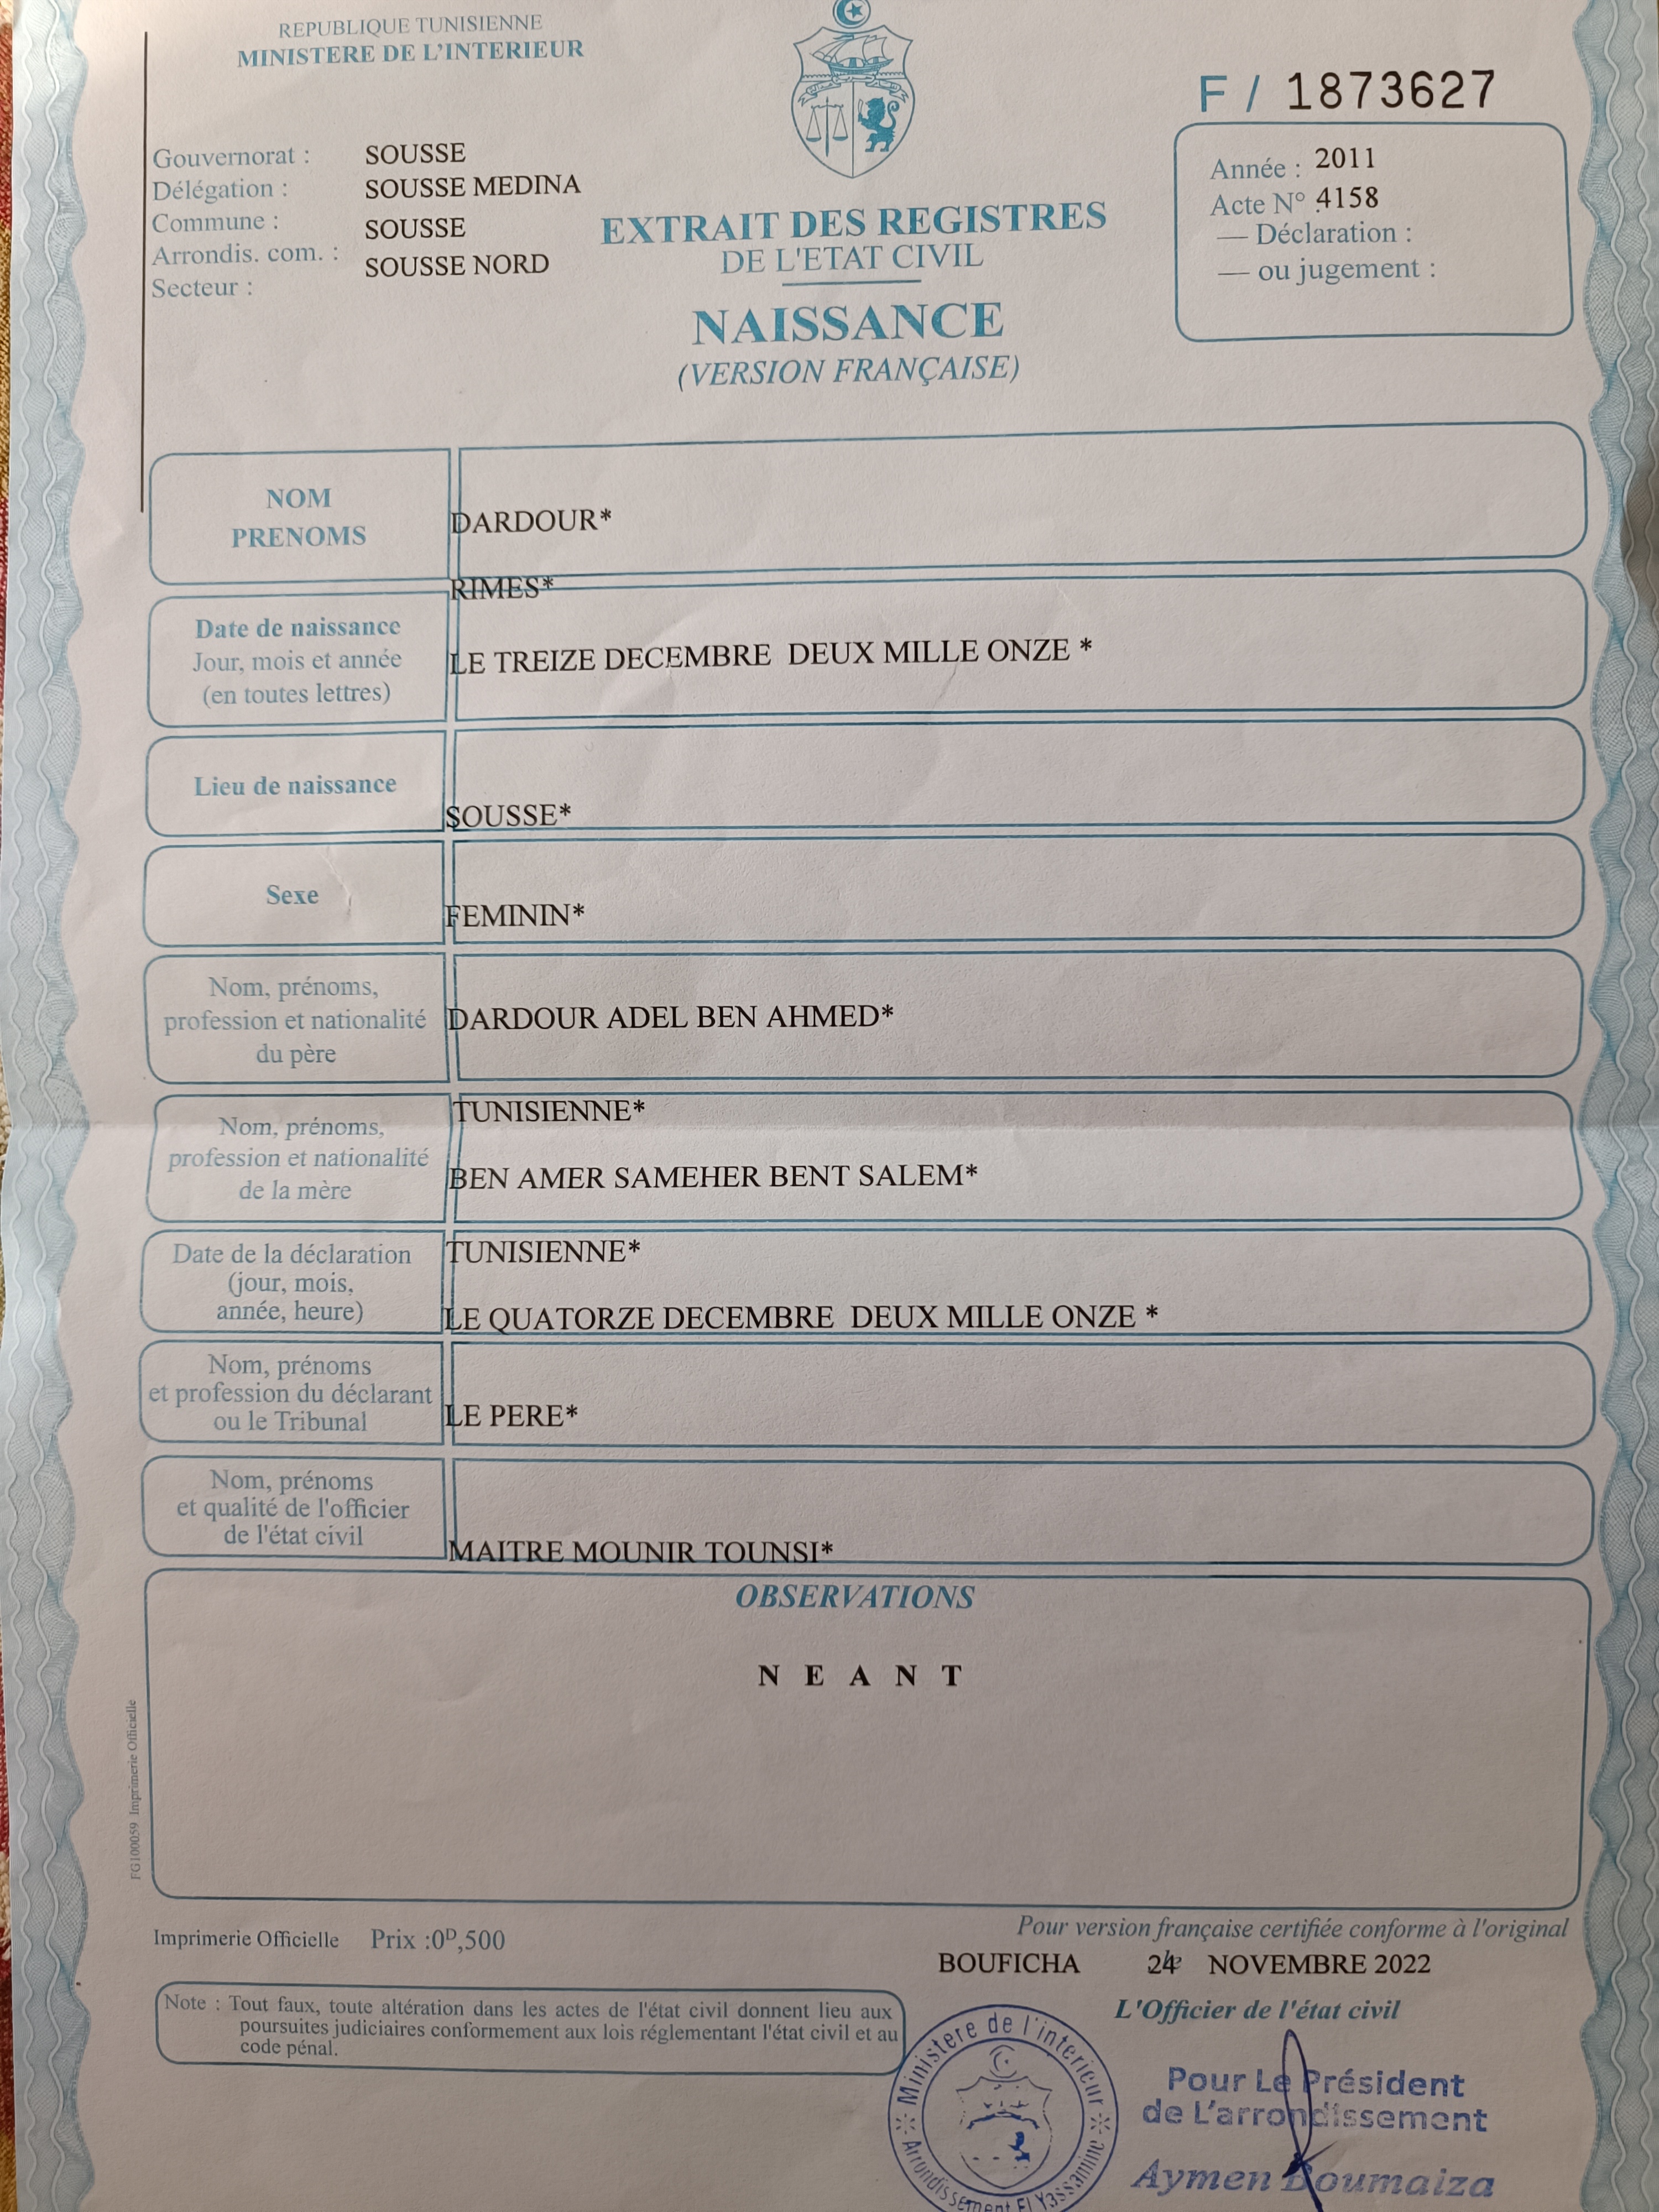 REPUBLIQUE TUNISIENNE
MINISTERE DE L'INTERIEUR
F / 1873627
Gouvernorat : SOUSSE
Délégation : SOUSSE MEDINA
Commune : SOUSSE
Arrondis. com. : SOUSSE NORD
Secteur :
EXTRAIT DES REGISTRES
DE L'ETAT CIVIL
NAISSANCE
(VERSION FRANÇAISE)
Année : 2011
Acte N° 4158
— Déclaration :
— ou jugement :
NOM
PRENOMS
DARDOUR*
RIMES*
Date de naissance
Jour, mois et année
(en toutes lettres)
LE TREIZE DECEMBRE DEUX MILLE ONZE *
Lieu de naissance
SOUSSE*
Sexe
FEMININ*
Nom, prénoms,
profession et nationalité
du père
DARDOUR ADEL BEN AHMED*
TUNISIENNE*
Nom, prénoms,
profession et nationalité
de la mère
BEN AMER SAMEHER BENT SALEM*
TUNISIENNE*
Date de la déclaration
(jour, mois,
année, heure)
LE QUATORZE DECEMBRE DEUX MILLE ONZE *
Nom, prénoms
et profession du déclarant
ou le Tribunal
LE PERE*
Nom, prénoms
et qualité de l'officier
de l'état civil
MAITRE MOUNIR TOUNSI*
OBSERVATIONS
N E A N T
FG100059 Imprimerie Officielle
Imprimerie Officielle Prix :0D,500
Pour version française certifiée conforme à l'original
BOUFICHA NOVEMBRE 2022
L'Officier de l'état civil
Note : Tout faux, toute altération dans les actes de l'état civil donnent lieu aux
poursuites judiciaires conformement aux lois réglementant l'état civil et au
code pénal.
Ministere de l'interieur
Arrondissement El Yassamine
Pour Le Président
de L'arrondissement
Aymen Boumaiza